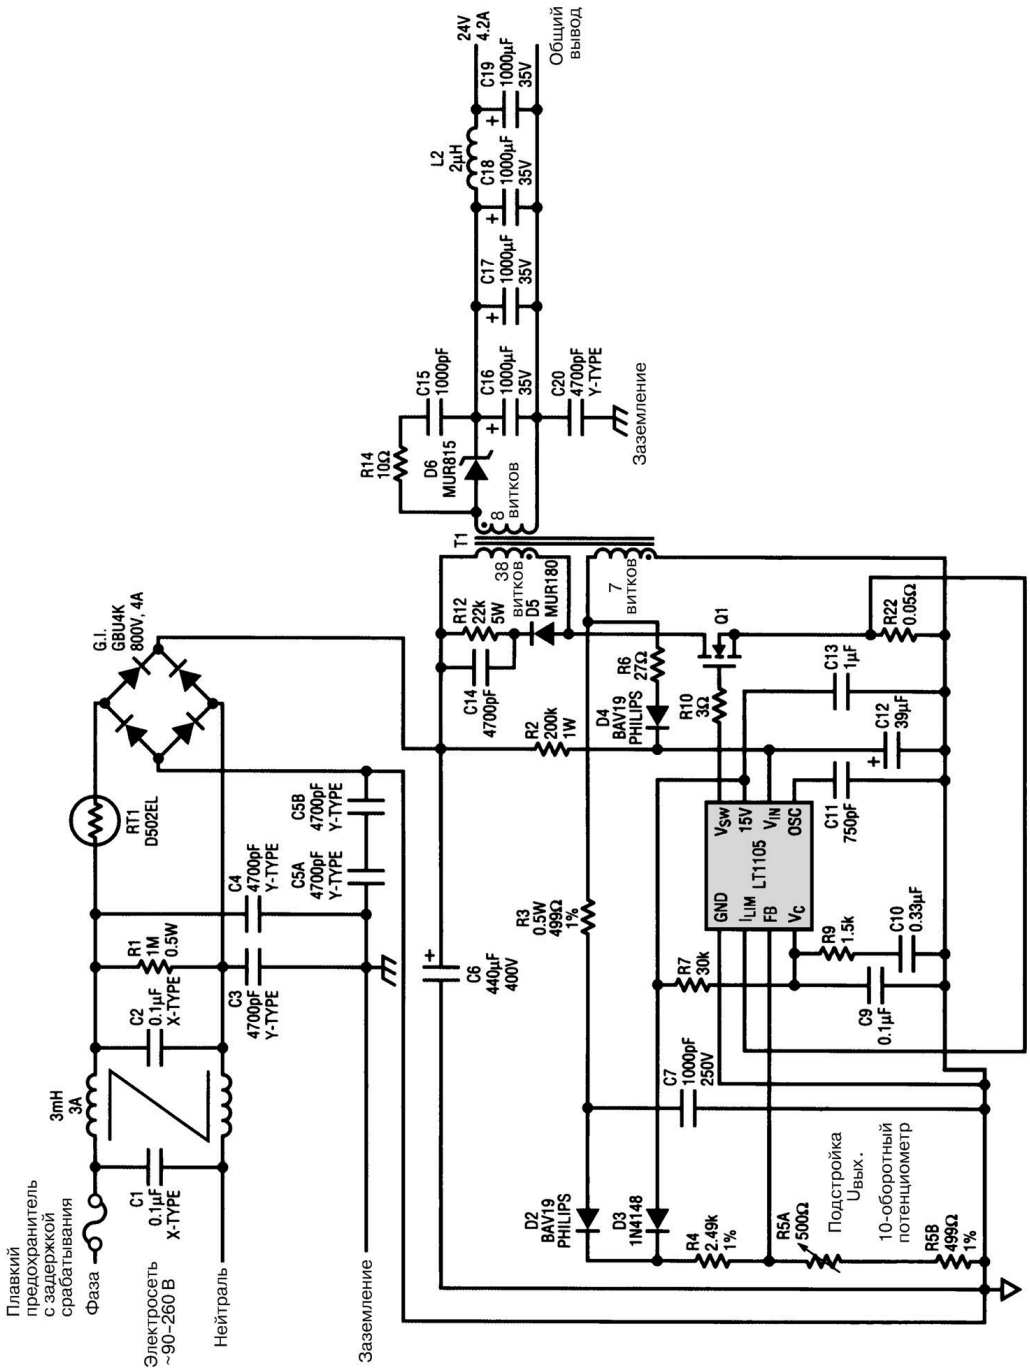 Плавкий
предохранитель
с задержкой
срабатывания
Фаза
Электросеть
~90–260 В
Нейтраль
Заземление
3mH
3A
C1
0.1µF
X-TYPE
C2
0.1µF
X-TYPE
R1
1M
0.5W
C3
4700pF
Y-TYPE
C4
4700pF
Y-TYPE
RT1
D502EL
G.I.
GBU4K
800V, 4A
C5A
4700pF
Y-TYPE
C5B
4700pF
Y-TYPE
C6
440µF
400V
R14
10Ω
C15
1000pF
D6
MUR815
T1
8
витков
38
витков
7
витков
C16
1000µF
35V
C17
1000µF
35V
C18
1000µF
35V
C19
1000µF
35V
L2
2µH
24V
4.2A
Общий
вывод
C20
4700pF
Y-TYPE
Заземление
R12
22k
5W
D5
MUR180
C14
4700pF
R2
200k
1W
R6
27Ω
D4
BAV19
PHILIPS
R10
3Ω
Q1
R22
0.05Ω
C13
1µF
C12
39µF
C11
750pF
R3
0.5W
499Ω
1%
GND
ILIM
FB
VC
LT1105
VSW
15V
VIN
OSC
R7
30k
R9
1.5k
C10
0.33µF
C9
0.1µF
C7
1000pF
250V
D2
BAV19
PHILIPS
D3
1N4148
R4
2.49k
1%
R5A
500Ω
Подстройка
Uвых.
10-оборотный
потенциометр
R5B
499Ω
1%
+
+
+
+
+
+